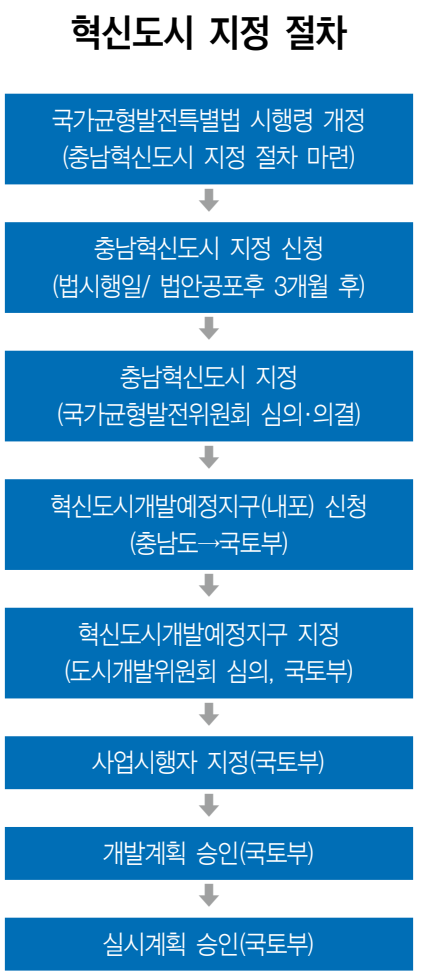 혁신도시 지정 절차
국가균형발전특별법 시행령 개정
(충남혁신도시 지정 절차 마련)
충남혁신도시 지정 신청
(법시행일/ 법안공포후 3개월 후)
충남혁신도시 지정
(국가균형발전위원회 심의·의결)
혁신도시개발예정지구(내포) 신청
(충남도→국토부)
혁신도시개발예정지구 지정
(도시개발위원회 심의, 국토부)
사업시행자 지정(국토부)
개발계획 승인(국토부)
실시계획 승인(국토부)